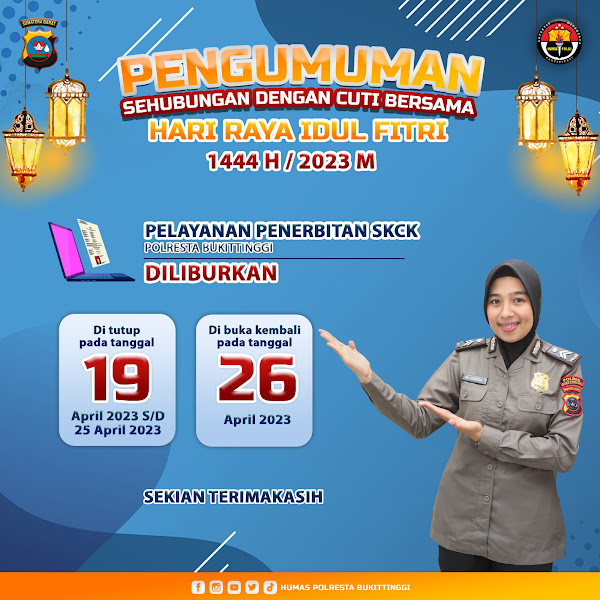 SUMATERA BARAT
PENGUMUMAN
SEHUBUNGAN DENGAN CUTI BERSAMA
HARI RAYA IDUL FITRI
1444 H / 2023 M
PELAYANAN PENERBITAN SKCK
POLRESTA BUKITTINGGI
DILIBURKAN
Di tutup
pada tanggal
19
April 2023 S/D
25 April 2023
Di buka kembali
pada tanggal
26
April 2023
SEKIAN TERIMAKASIH
HUMAS POLRESTA BUKITTINGGI